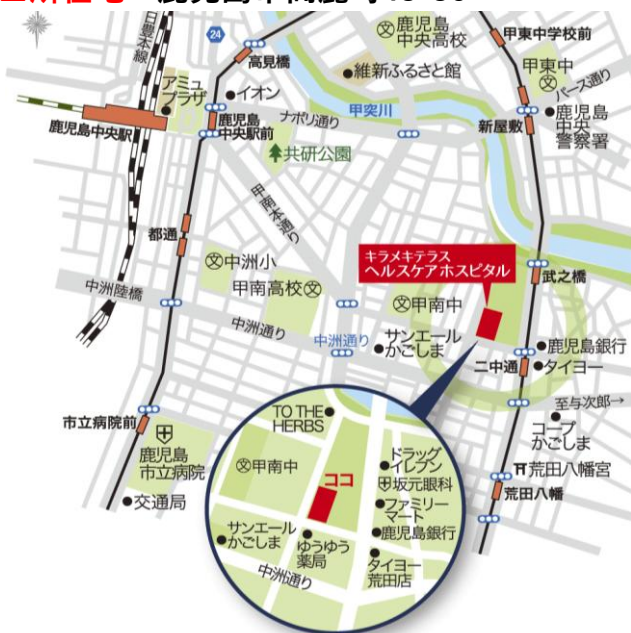 日豊本線
24
高見橋
鹿児島
中央高校
甲東中学校前
甲東中
パース通り
維新ふるさと館
アミュ
プラザ
イオン
ナポリ通り
甲突川
新屋敷
鹿児島
中央
警察署
鹿児島中央駅
鹿児島
中央駅前
共研公園
甲南本通り
都通
キラメキテラス
ヘルスケアホスピタル
武之橋
中洲小
甲南高校
甲南中
中洲陸橋
中洲通り
中洲通り
サンエール
かごしま
二中通
鹿児島銀行
タイヨー
至与次郎→
コープ
かごしま
市立病院前
鹿児島
市立病院
交通局
荒田八幡宮
荒田八幡
TO THE
HERBS
甲南中
ココ
ドラッグ
イレブン
坂元眼科
ファミリー
マート
鹿児島銀行
サンエール
かごしま
ゆうゆう
薬局
タイヨー
荒田店
中洲通り